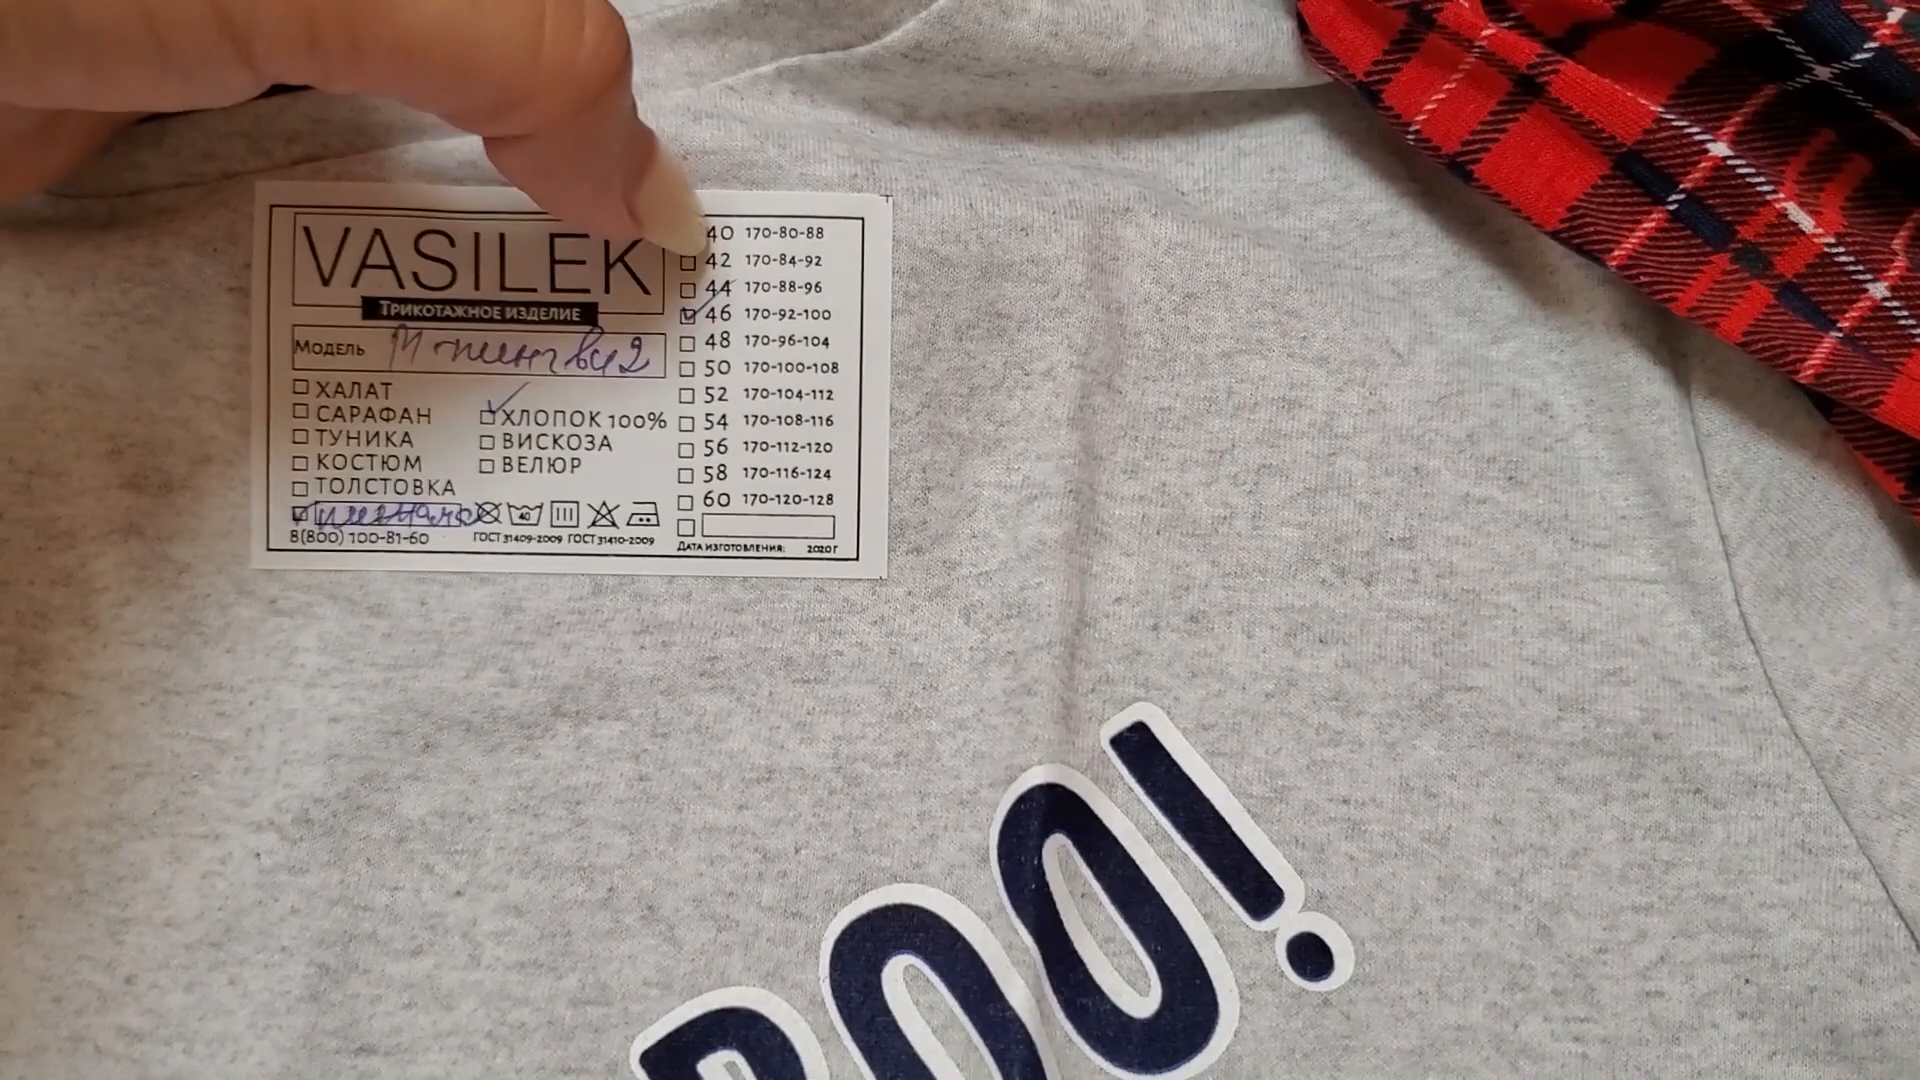 VASILEK
ТРИКОТАЖНОЕ ИЗДЕЛИЕ
МОДЕЛЬ М пингви2
ХАЛАТ
САРАФАН
ТУНИКА
КОСТЮМ
ТОЛСТОВКА
8(800) 100-81-60
ХЛОПОК 100%
ВИСКОЗА
ВЕЛЮР
40
ГОСТ 31409-2009 ГОСТ 31410-2009
40 170-80-88
42 170-84-92
44 170-88-96
46 170-92-100
48 170-96-104
50 170-100-108
52 170-104-112
54 170-108-116
56 170-112-120
58 170-116-124
60 170-120-128
ДАТА ИЗГОТОВЛЕНИЯ: 2020 Г
OO!